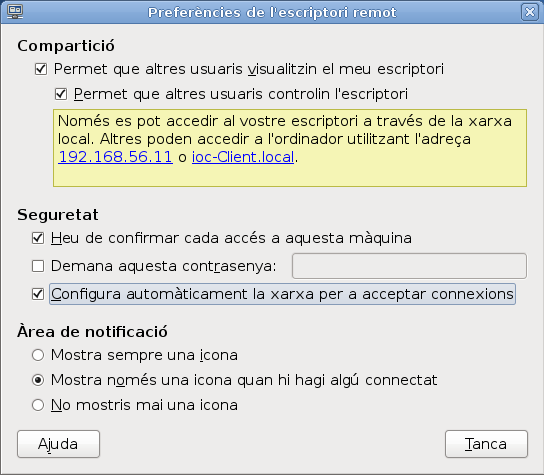 Preferències de l'escriptori remot
Compartició
Permet que altres usuaris visualitzin el meu escriptori
Permet que altres usuaris controlin l'escriptori
Només es pot accedir al vostre escriptori a través de la xarxa
local. Altres poden accedir a l'ordinador utilitzant l'adreça
192.168.56.11 o ioc-Client.local.
Seguretat
Heu de confirmar cada accés a aquesta màquina
Demana aquesta contrasenya:
Configura automàticament la xarxa per a acceptar connexions
Àrea de notificació
Mostra sempre una icona
Mostra només una icona quan hi hagi algú connectat
No mostris mai una icona
Ajuda
Tanca